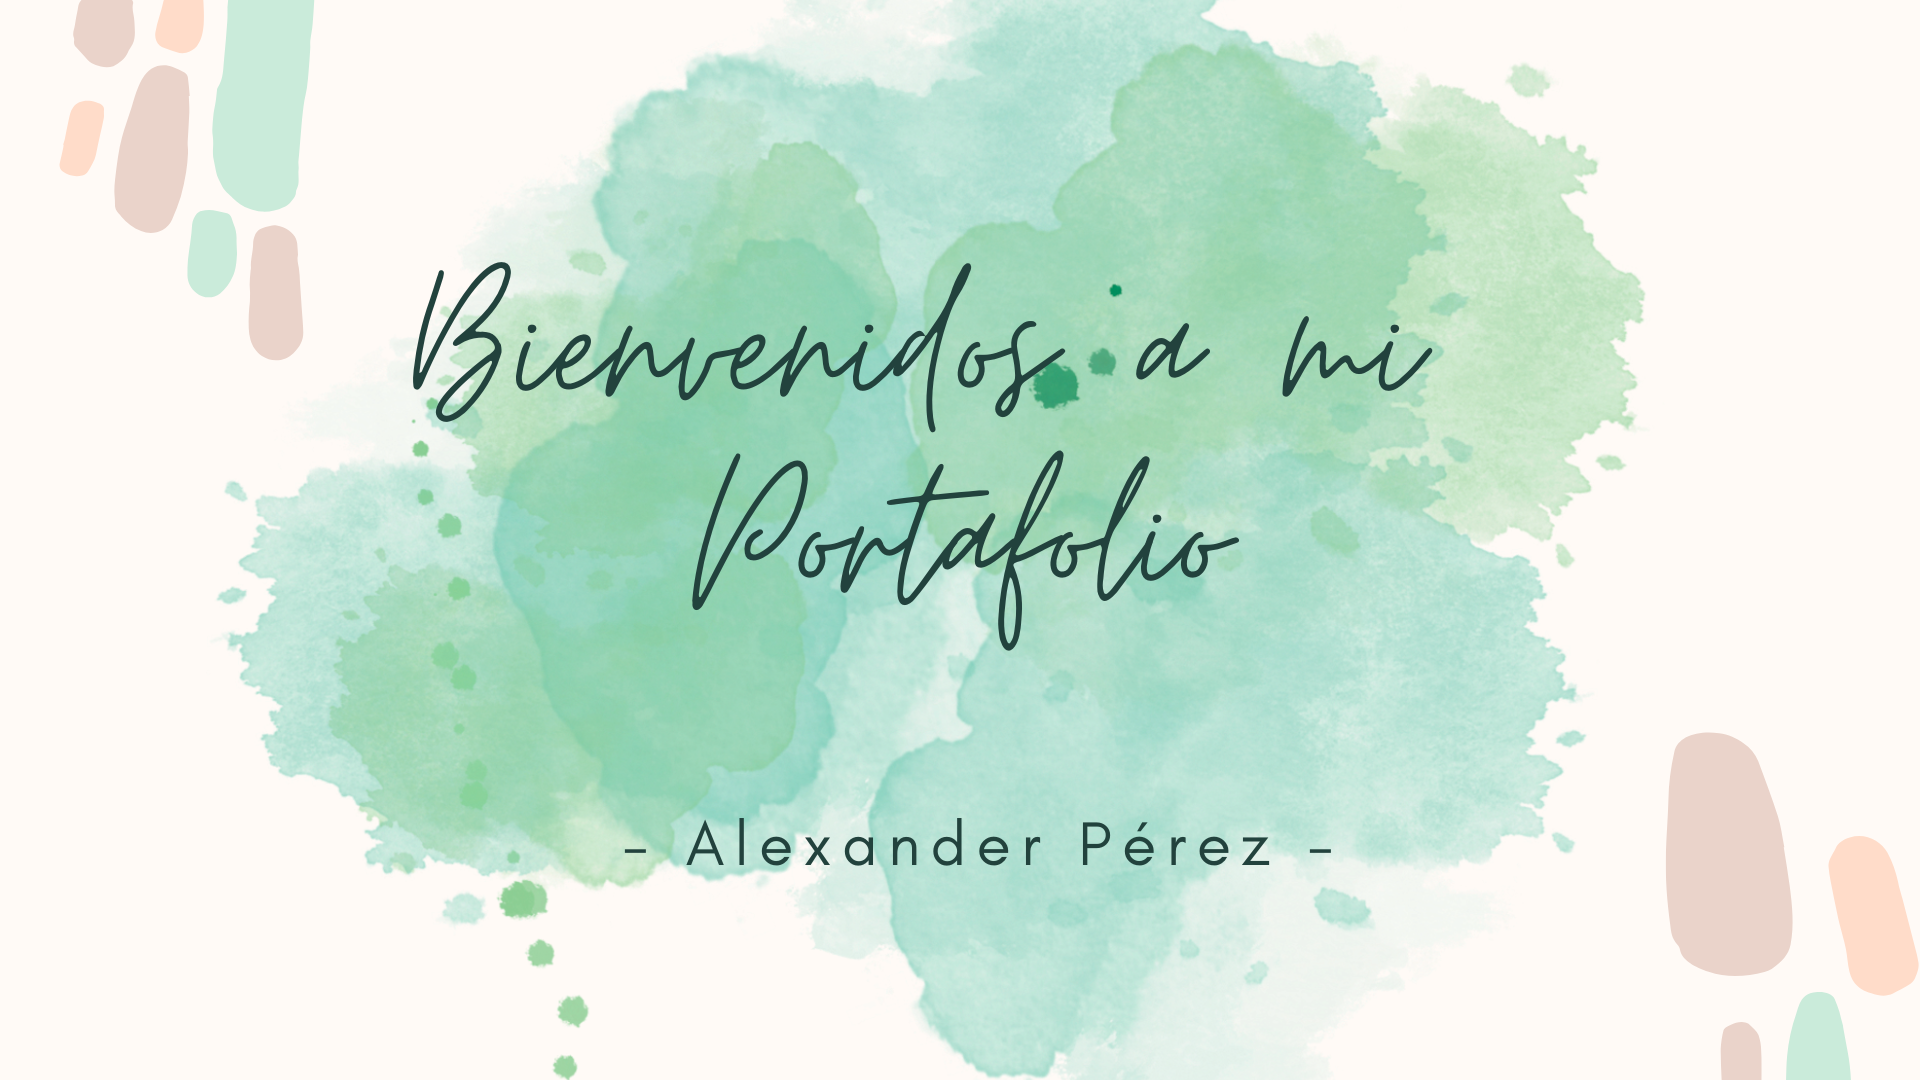 Bienvenidos a mi
Portafolio
– Alexander Pérez –